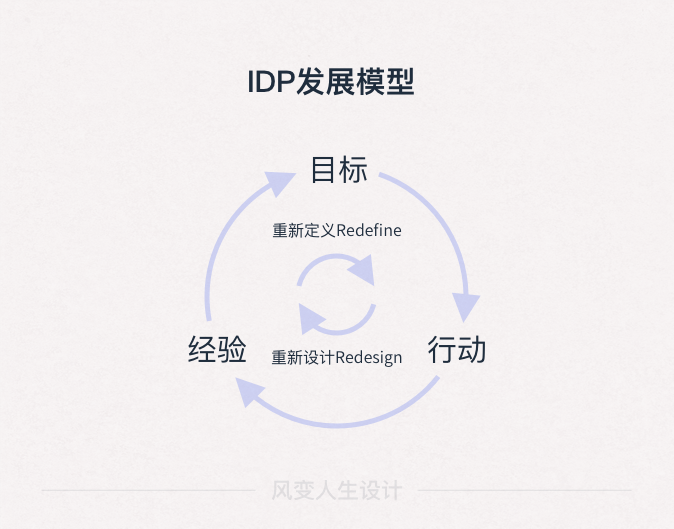 IDP发展模型
目标
重新定义Redefine
经验
重新设计Redesign
行动
风变人生设计